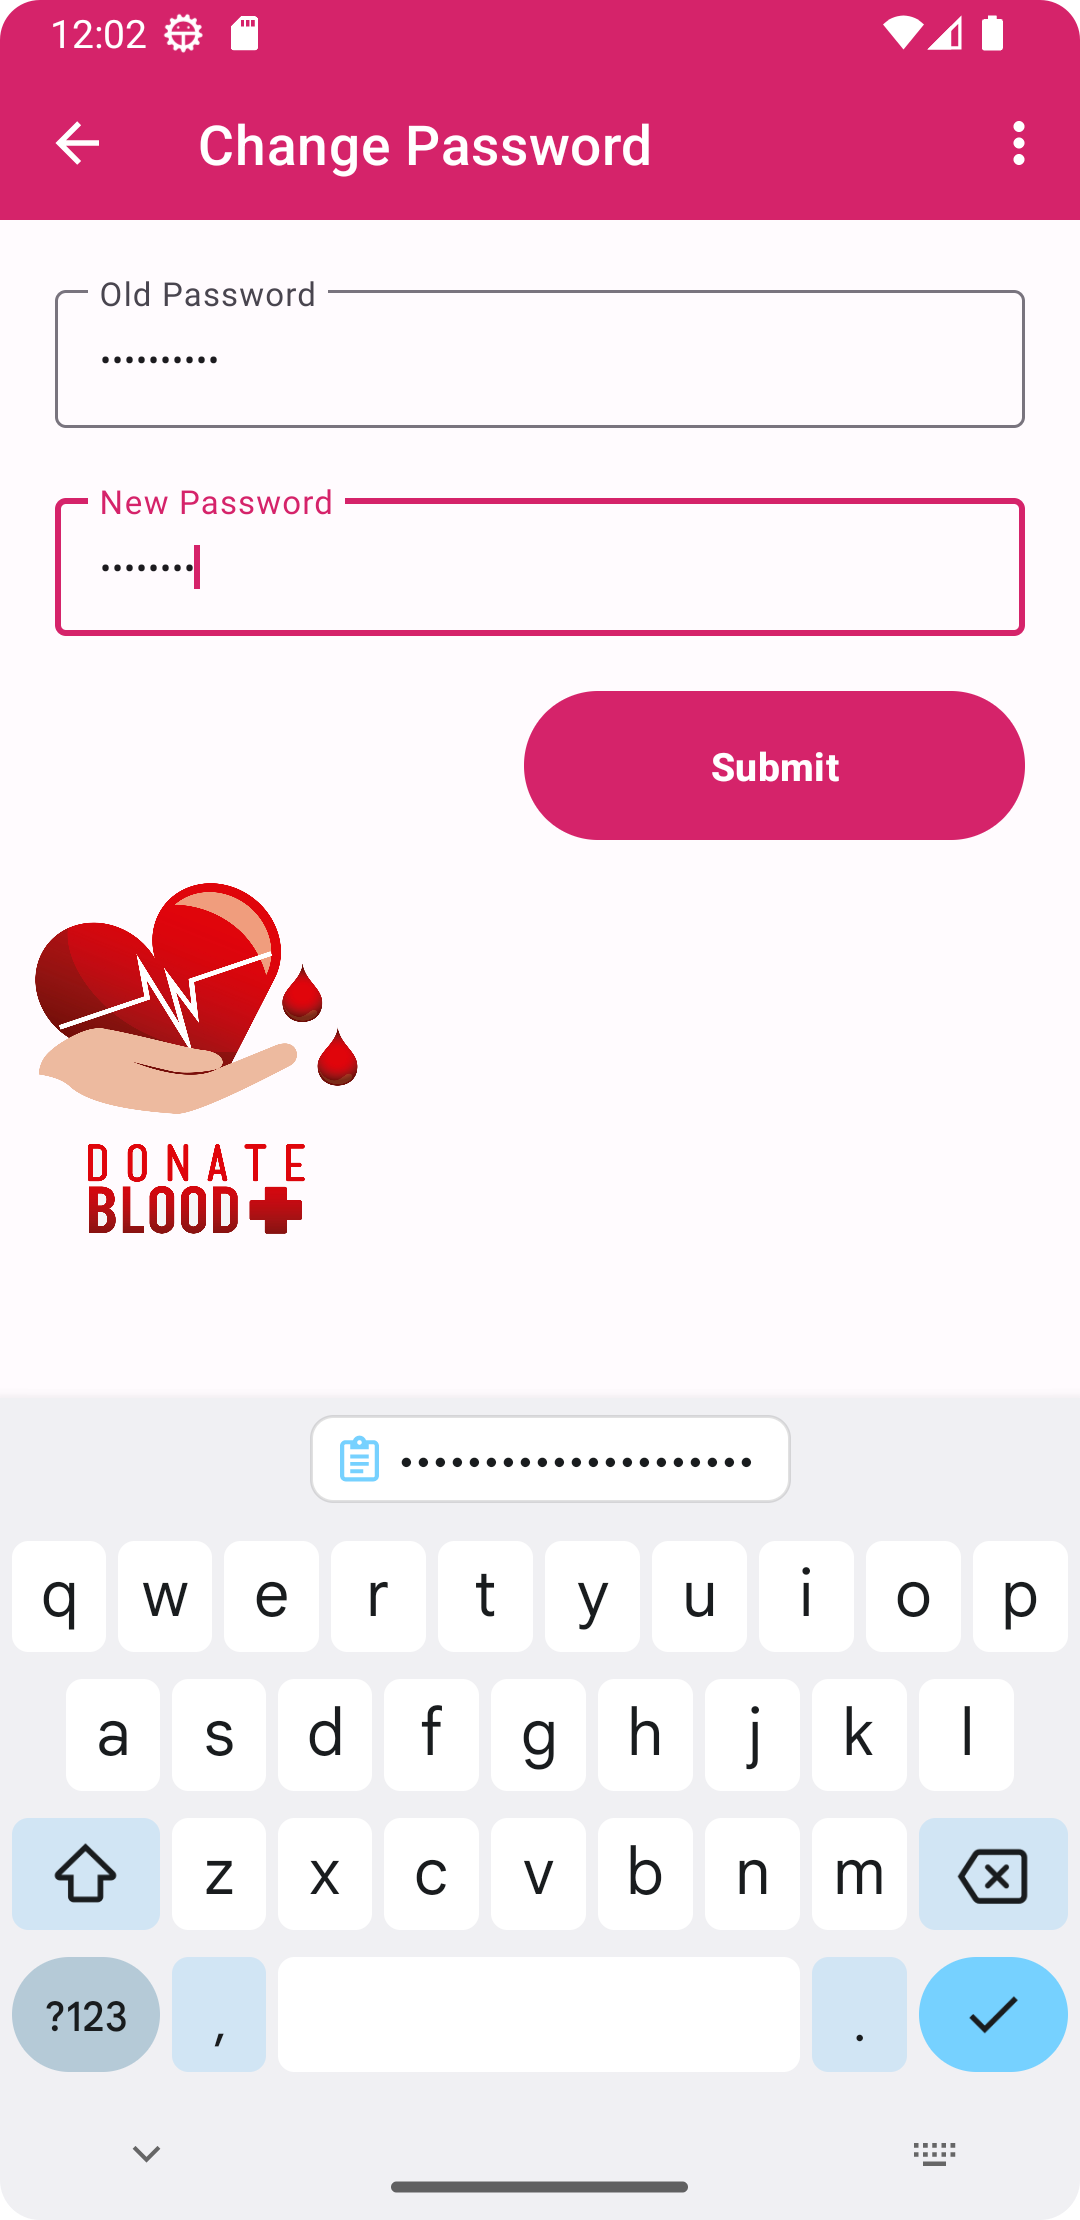 12:02
Change Password
Old Password
••••••••••
New Password
••••••••
Submit
DONATE
BLOOD
•••••••••••••••••••••
q w e r t y u i o p
a s d f g h j k l
z x c v b n m
?123 , .